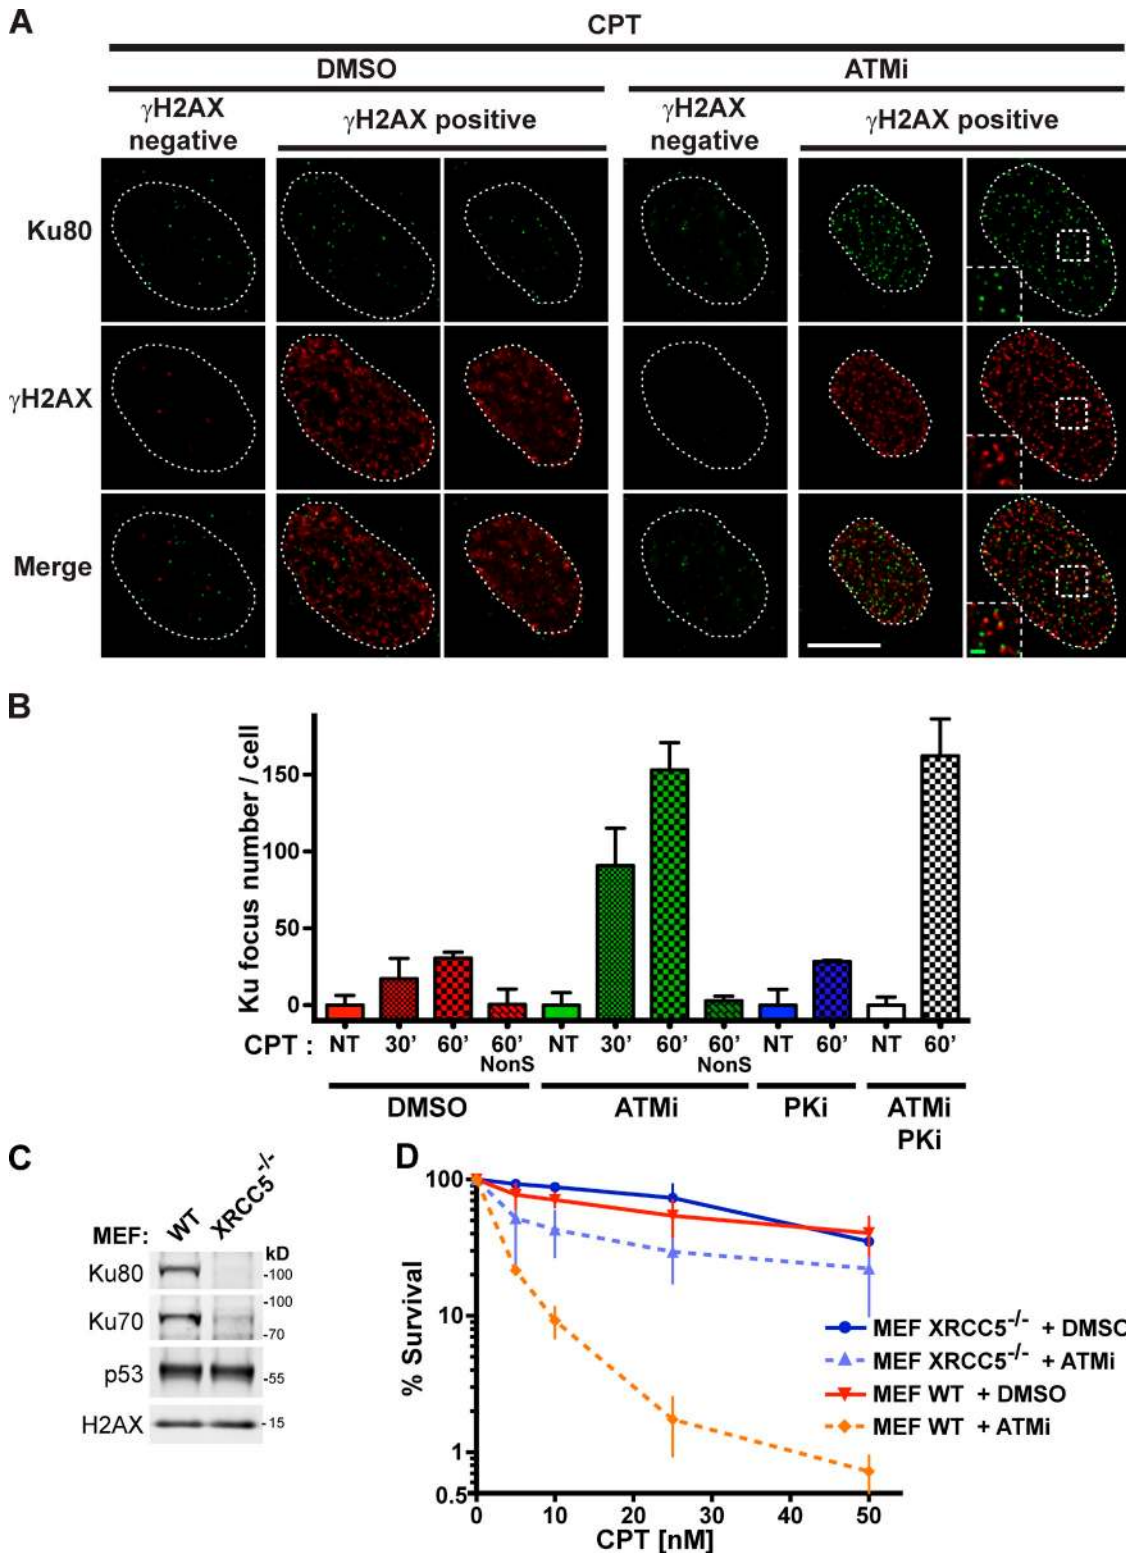 A
CPT
DMSO ATMi
γH2AX negative γH2AX positive γH2AX negative γH2AX positive
Ku80
γH2AX
Merge
B
Ku focus number / cell
150
100
50
0
CPT : NT 30' 60' 60' NT 30' 60' 60' NT 60' NT 60'
NonS NonS
DMSO ATMi PKi ATMi
PKi
C
MEF: WT XRCC5-/-
kD
Ku80 -100
-100
Ku70
-70
p53
-55
H2AX -15
D
% Survival
100
10
1
0.5
0 10 20 30 40 50
CPT [nM]
MEF XRCC5-/- + DMSO
MEF XRCC5-/- + ATMi
MEF WT + DMSO
MEF WT + ATMi